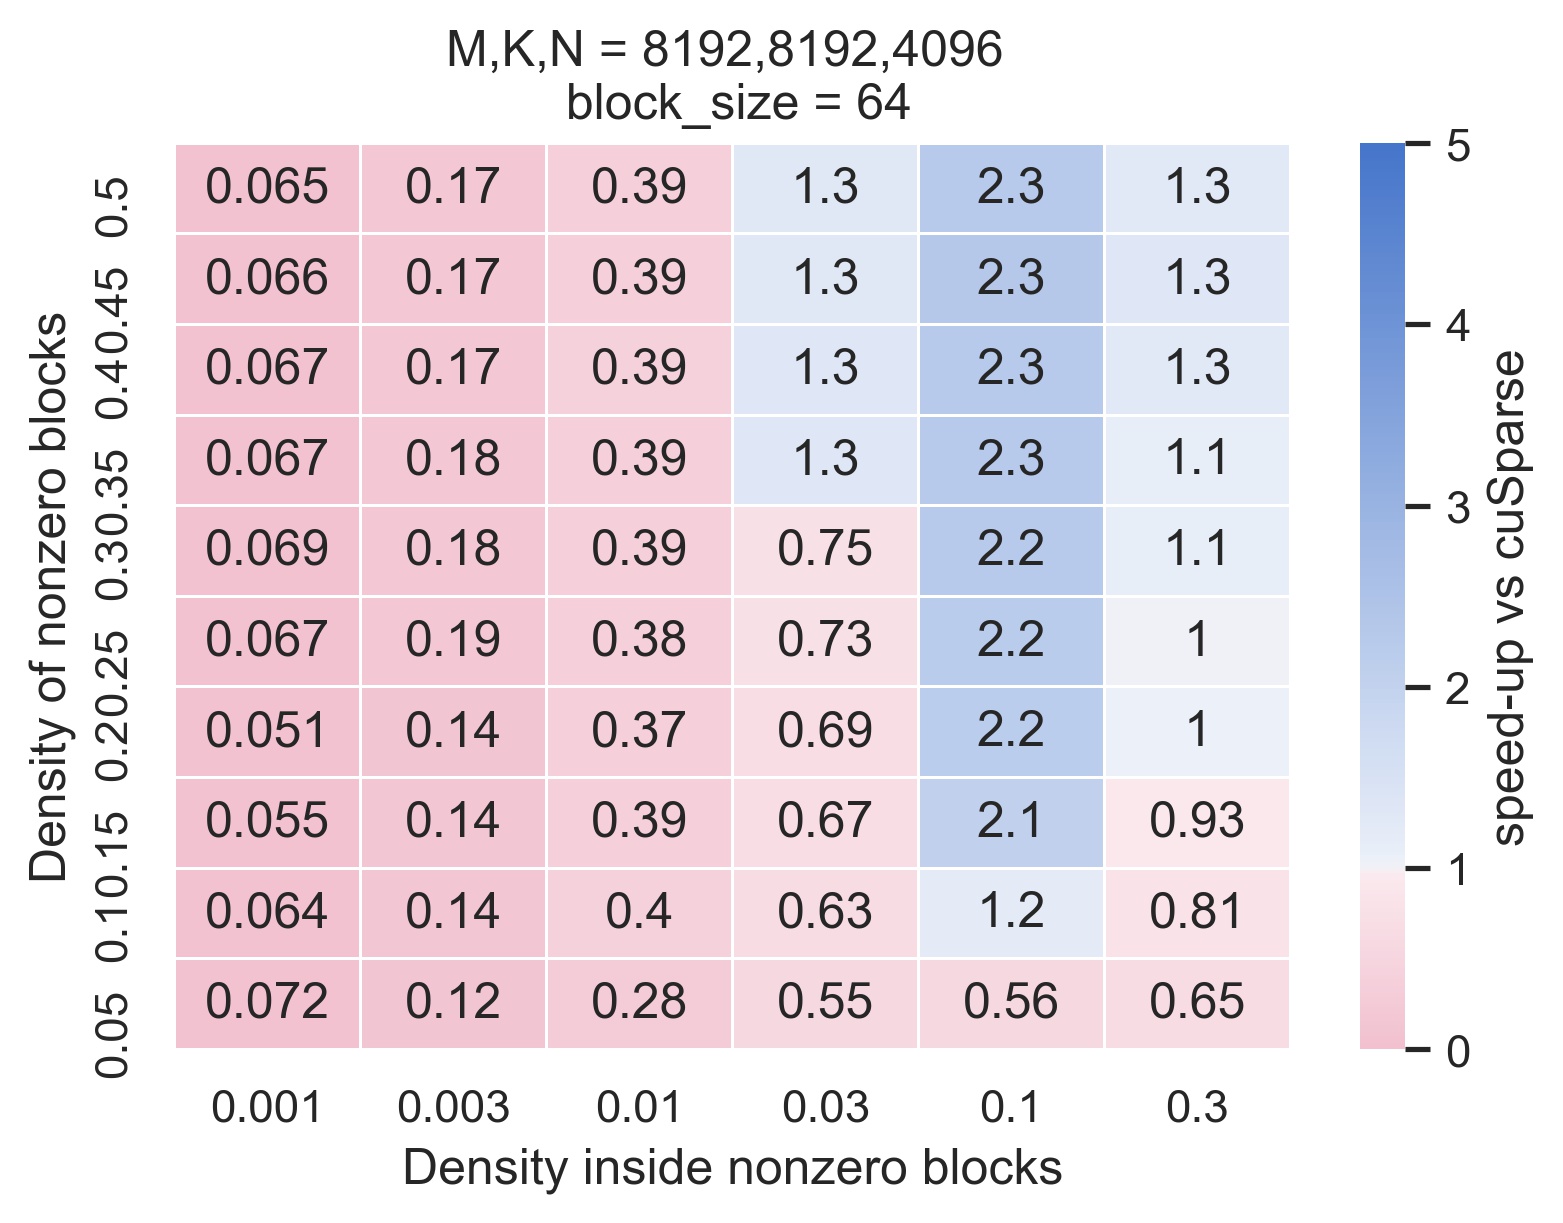 M,K,N = 8192,8192,4096
block_size = 64
Density of nonzero blocks
0.5 0.065 0.17 0.39 1.3 2.3 1.3
0.45 0.066 0.17 0.39 1.3 2.3 1.3
0.4 0.067 0.17 0.39 1.3 2.3 1.3
0.35 0.067 0.18 0.39 1.3 2.3 1.1
0.3 0.069 0.18 0.39 0.75 2.2 1.1
0.25 0.067 0.19 0.38 0.73 2.2 1
0.2 0.051 0.14 0.37 0.69 2.2 1
0.15 0.055 0.14 0.39 0.67 2.1 0.93
0.1 0.064 0.14 0.4 0.63 1.2 0.81
0.05 0.072 0.12 0.28 0.55 0.56 0.65
0.001 0.003 0.01 0.03 0.1 0.3
Density inside nonzero blocks
5
4
3
2
1
0
speed-up vs cuSparse